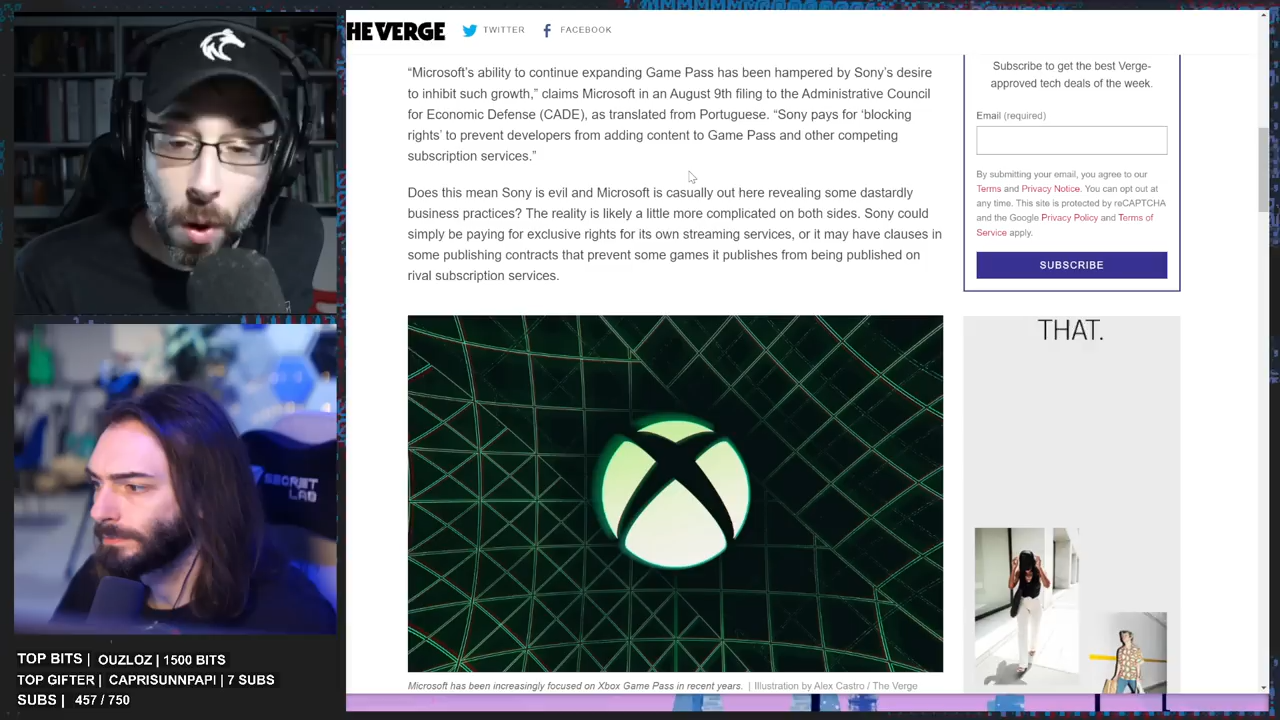 HE VERGE
TWITTER
FACEBOOK
“Microsoft’s ability to continue expanding Game Pass has been hampered by Sony’s desire
to inhibit such growth,” claims Microsoft in an August 9th filing to the Administrative Council
for Economic Defense (CADE), as translated from Portuguese. “Sony pays for ‘blocking
rights’ to prevent developers from adding content to Game Pass and other competing
subscription services.”
Does this mean Sony is evil and Microsoft is casually out here revealing some dastardly
business practices? The reality is likely a little more complicated on both sides. Sony could
simply be paying for exclusive rights for its own streaming services, or it may have clauses in
some publishing contracts that prevent some games it publishes from being published on
rival subscription services.
Microsoft has been increasingly focused on Xbox Game Pass in recent years. | Illustration by Alex Castro / The Verge
Subscribe to get the best Verge-
approved tech deals of the week.
Email (required)
By submitting your email, you agree to our
Terms and Privacy Notice. You can opt out at
any time. This site is protected by reCAPTCHA
and the Google Privacy Policy and Terms of
Service apply.
SUBSCRIBE
THAT.
SECRET
LAB
TOP BITS | OUZLOZ | 1500 BITS
TOP GIFTER | CAPRISUNNPAPI | 7 SUBS
SUBS | 457 / 750